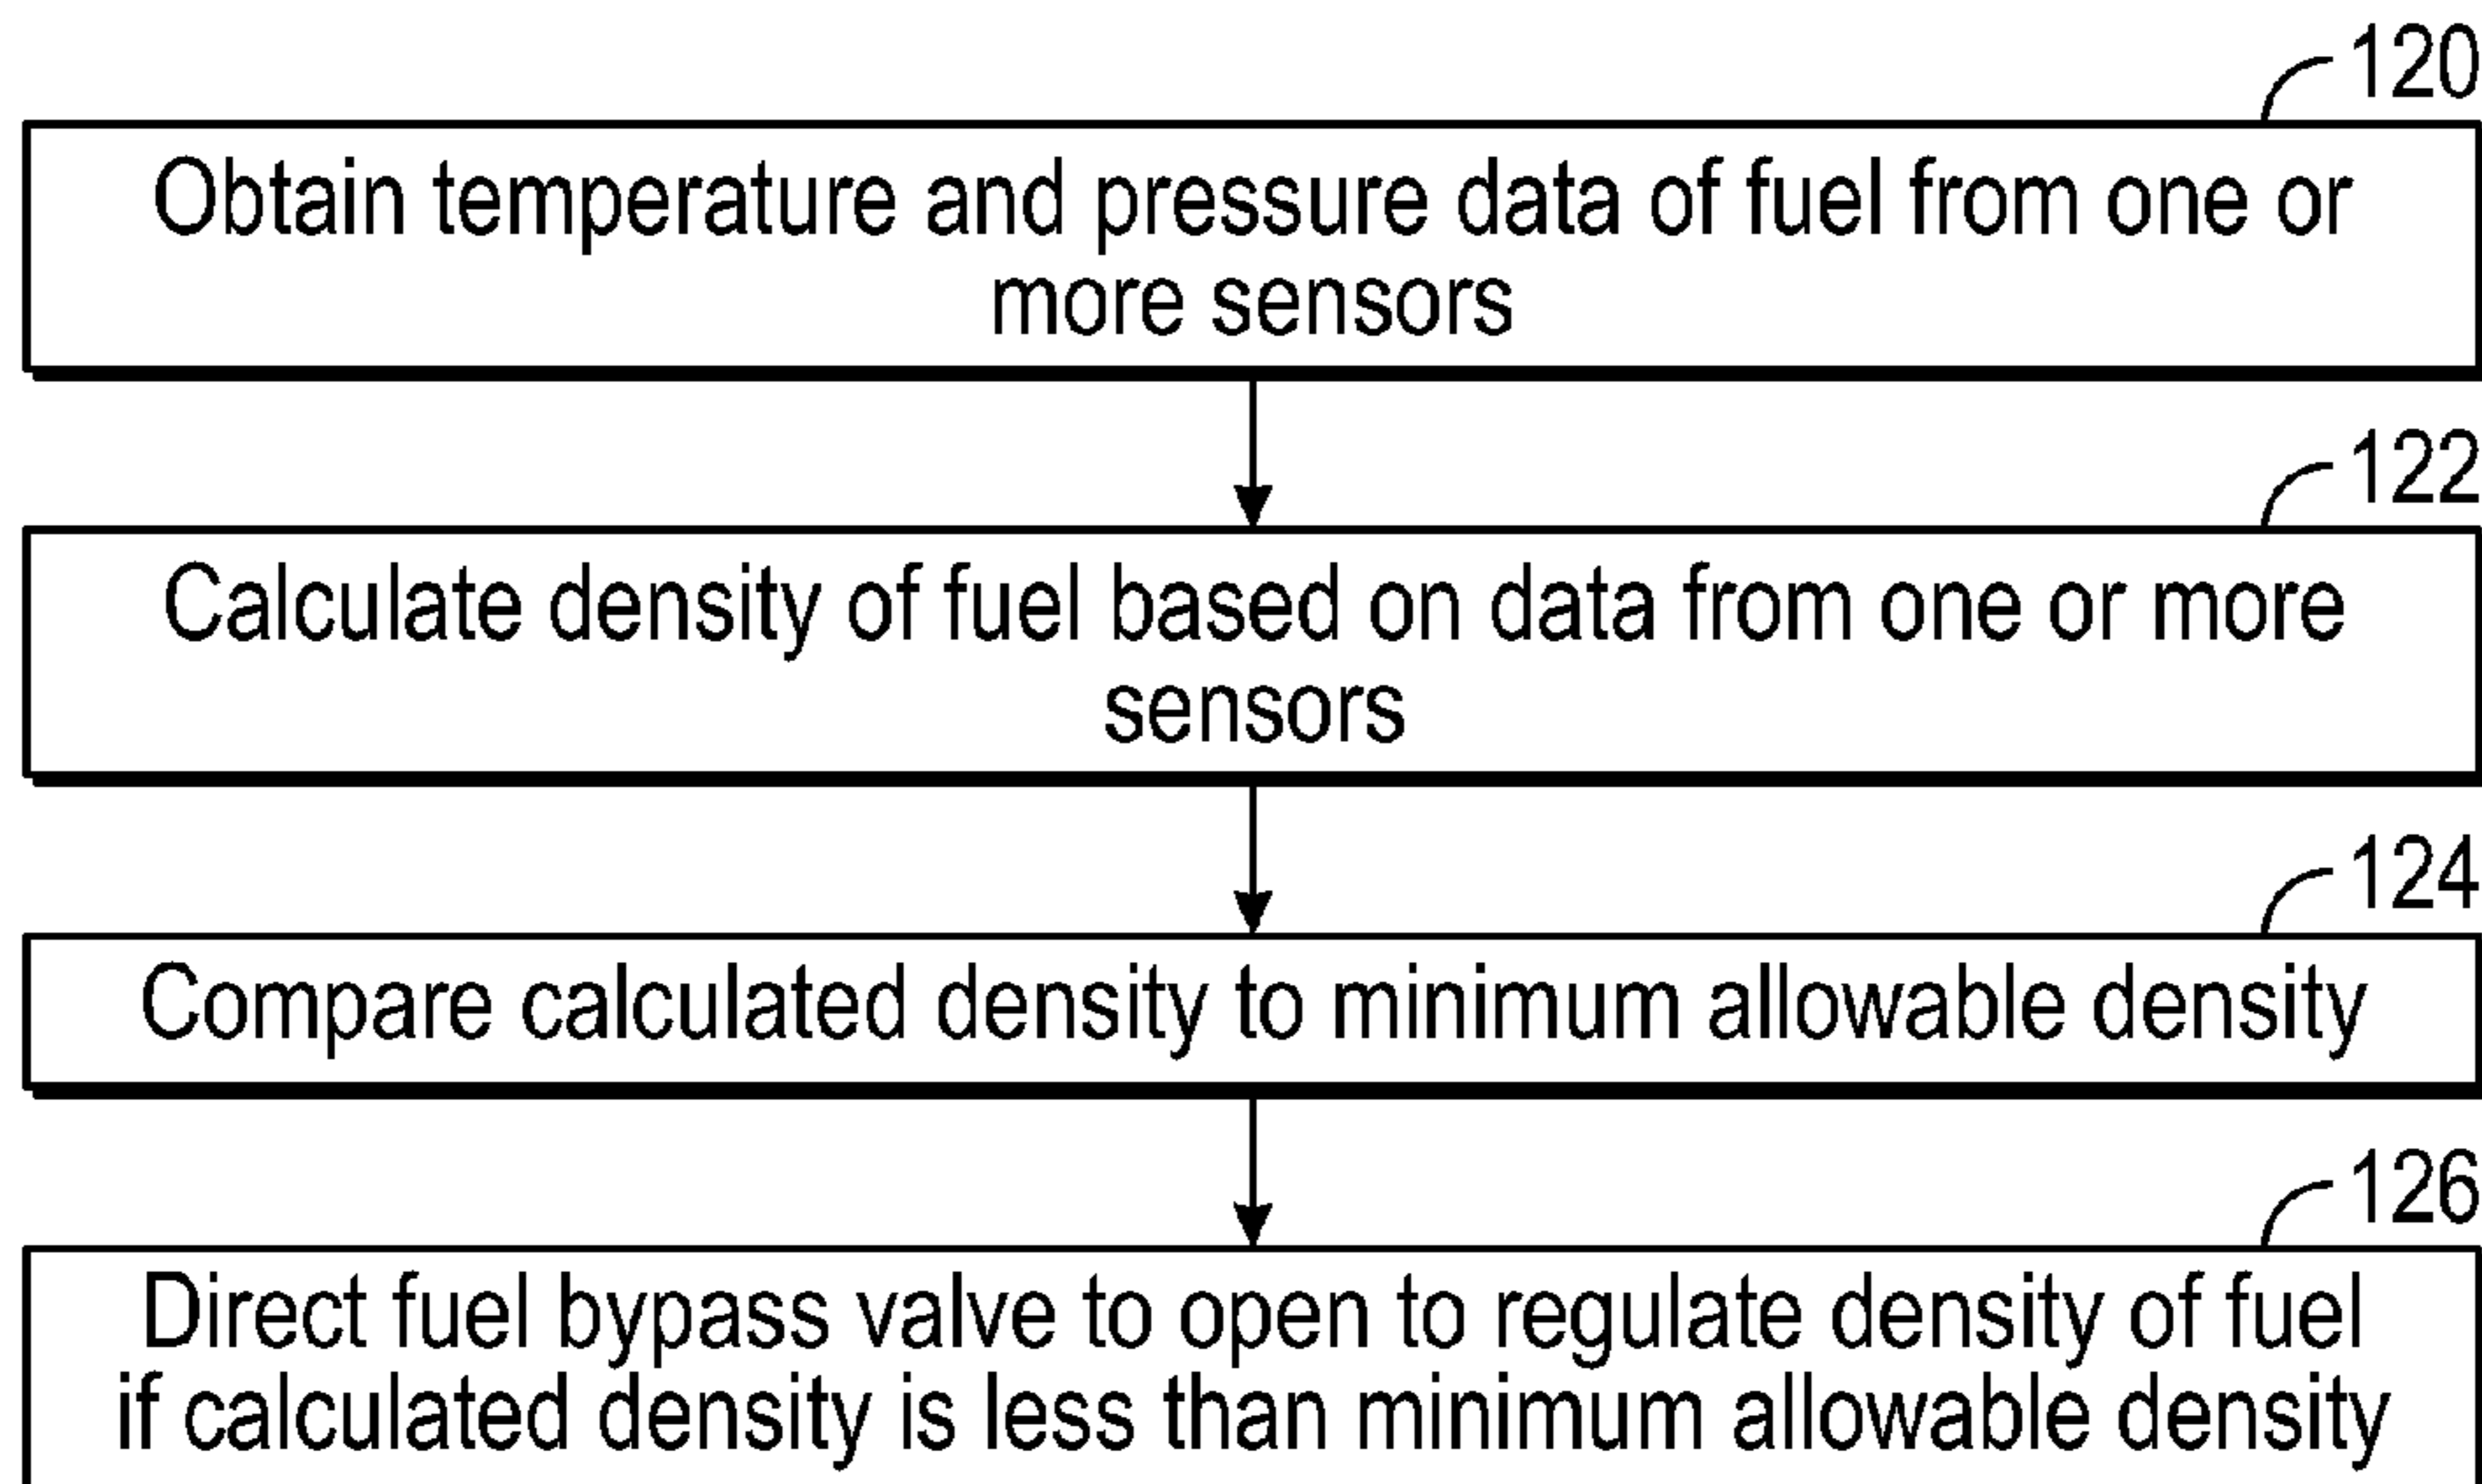 120
Obtain temperature and pressure data of fuel from one or
more sensors
122
Calculate density of fuel based on data from one or more
sensors
124
Compare calculated density to minimum allowable density
126
Direct fuel bypass valve to open to regulate density of fuel
if calculated density is less than minimum allowable density